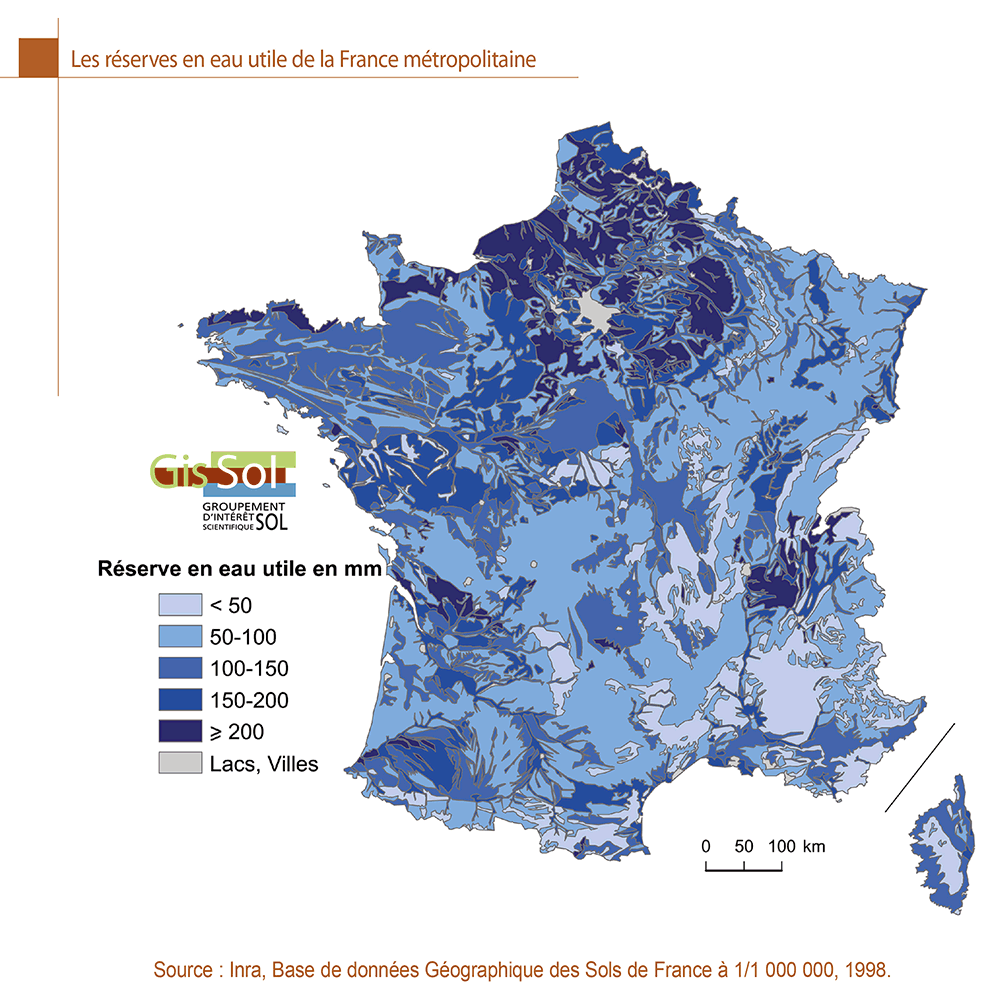 Les réserves en eau utile de la France métropolitaine
GisSol
GROUPEMENT
D'INTÉRÊT
SCIENTIFIQUE SOL
Réserve en eau utile en mm
< 50
50-100
100-150
150-200
≥ 200
Lacs, Villes
0 50 100 km
Source : Inra, Base de données Géographique des Sols de France à 1/1 000 000, 1998.